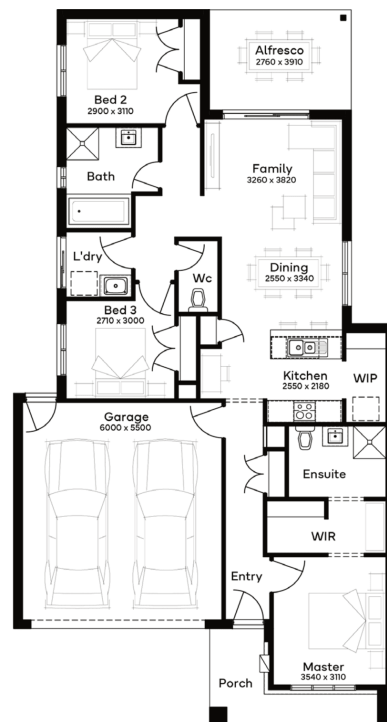 Alfresco
2760 x 3910
Bed 2
2900 x 3110
Bath
Family
3260 x 3820
L'dry
Wc
Dining
2550 x 3340
Bed 3
2710 x 3000
Kitchen
2550 x 2180
WIP
Garage
6000 x 5500
Ensuite
WIR
Entry
Master
3540 x 3110
Porch